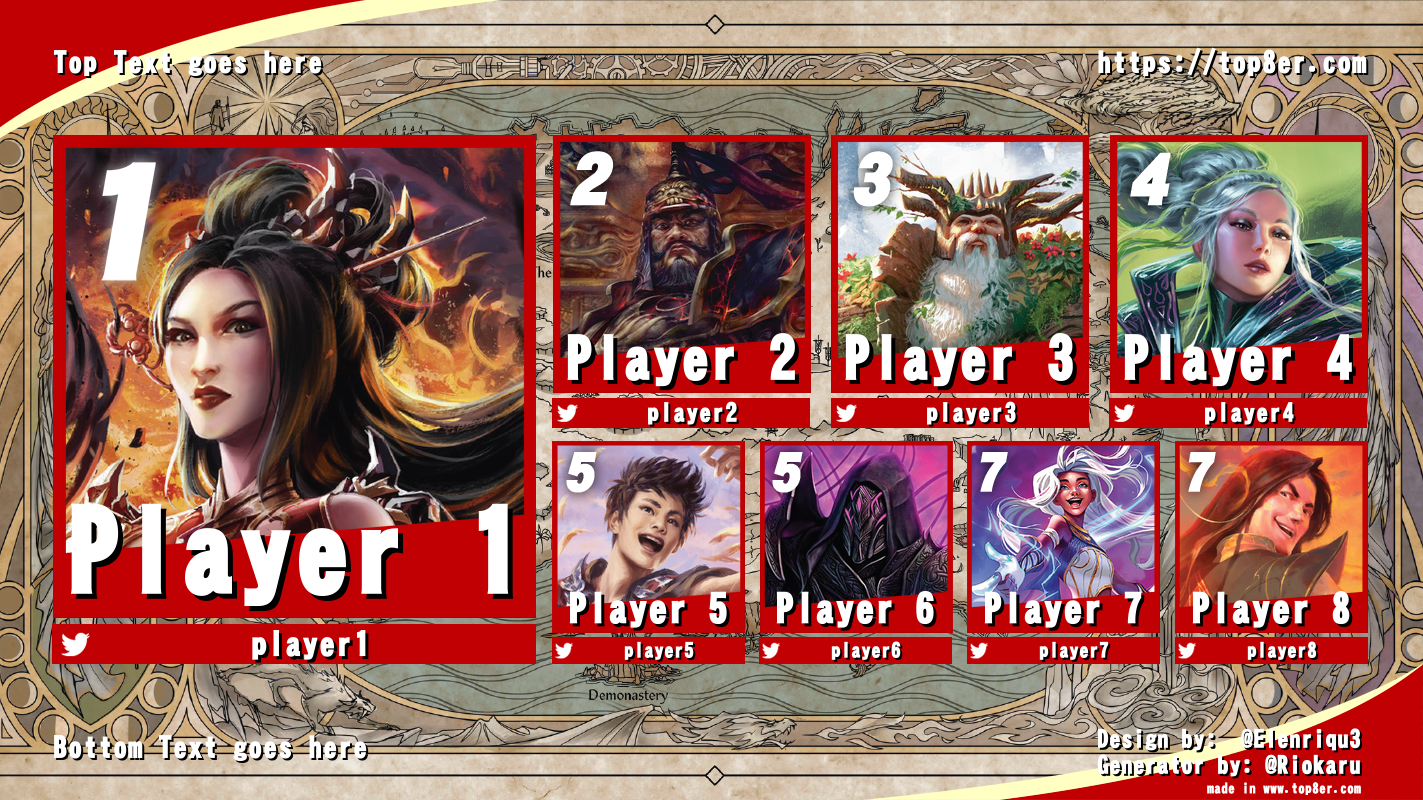 Top Text goes here
https://top8er.com
1
Player 1
player1
2
Player 2
player2
3
Player 3
player3
4
Player 4
player4
5
Player 5
player5
5
Player 6
player6
7
Player 7
player7
7
Player 8
player8
The
Demonastery
Bottom Text goes here
Design by: @Elenriqu3
Generator by: @Riokaru
made in www.top8er.com